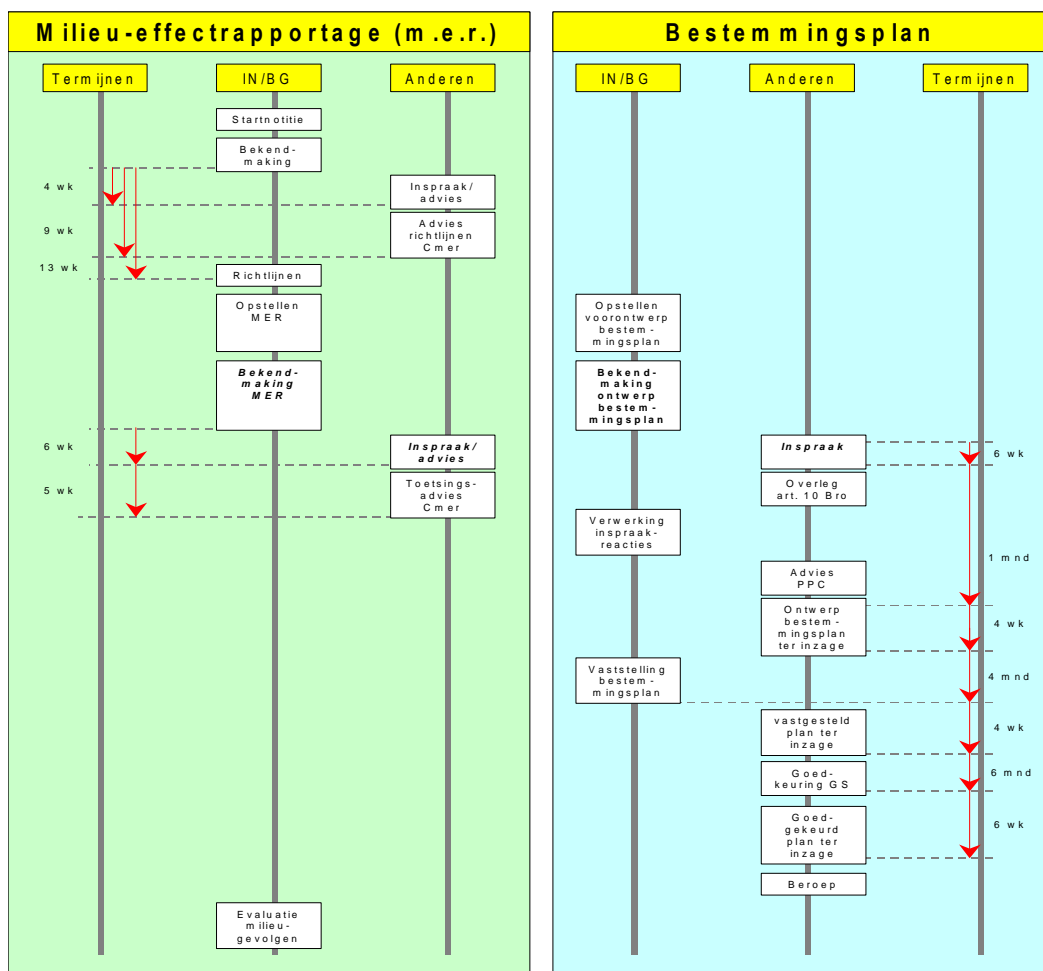 Milieu-effectrapportage (m.e.r.)
Termijnen
IN/BG
Anderen
Startnotitie
Bekend-
making
4 wk
Inspraak/
advies
9 wk
Advies
richtlijnen
Cmer
13 wk
Richtlijnen
Opstellen
MER
Bekend-
making
MER
6 wk
Inspraak/
advies
5 wk
Toetsings-
advies
Cmer
Evaluatie
milieu-
gevolgen
Bestemmingsplan
IN/BG
Anderen
Termijnen
Opstellen
voorontwerp
bestem-
mingsplan
Bekend-
making
ontwerp
bestem-
mingsplan
Inspraak
6 wk
Overleg
art. 10 Bro
Verwerking
inspraak-
reacties
1 mnd
Advies
PPC
Ontwerp
bestem-
mingsplan
ter inzage
4 wk
Vaststelling
bestem-
mingsplan
4 mnd
vastgesteld
plan ter
inzage
4 wk
Goed-
keuring GS
6 mnd
Goed-
gekeurd
plan ter
inzage
6 wk
Beroep